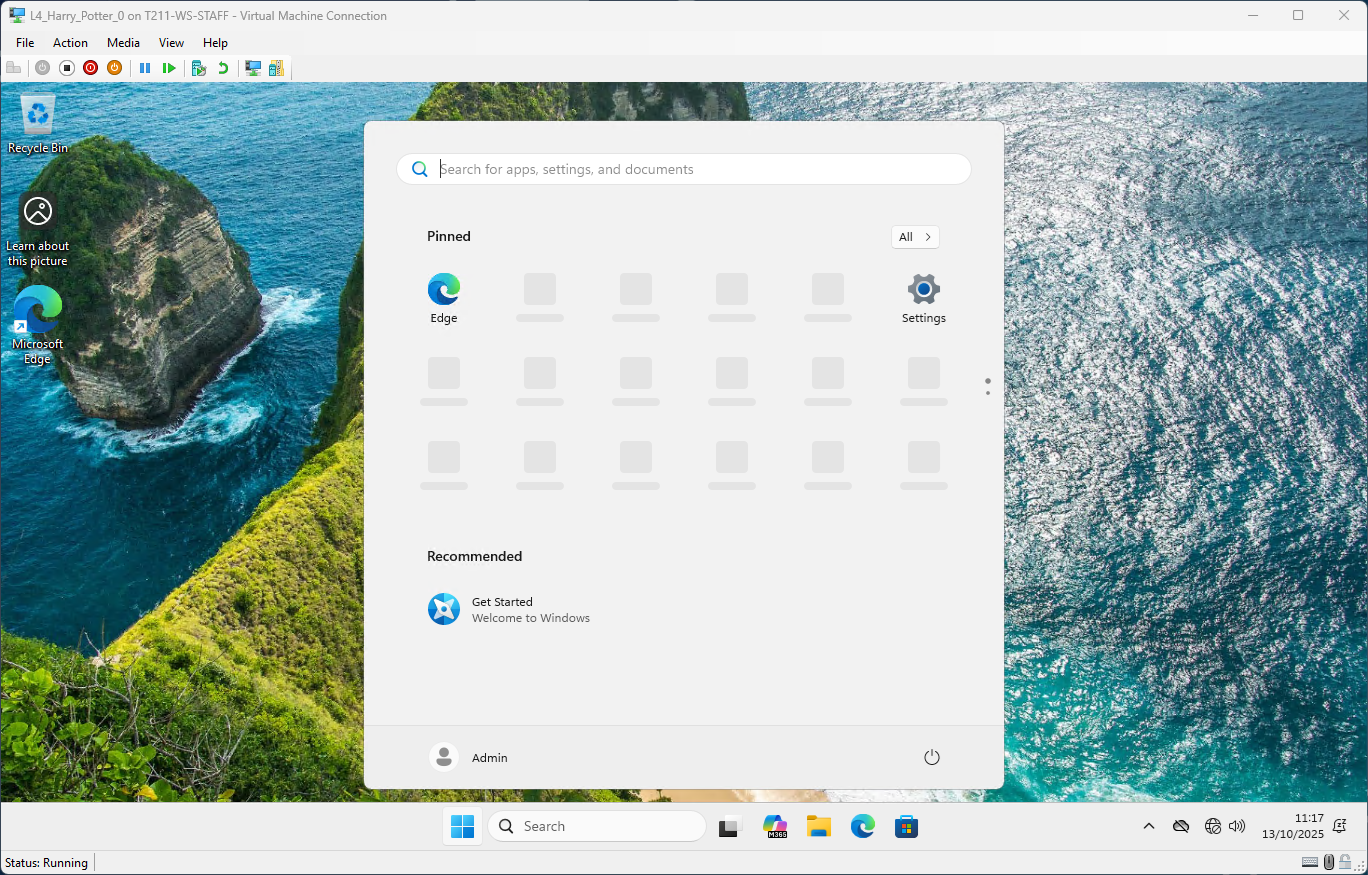 L4_Harry_Potter_0 on T211-WS-STAFF - Virtual Machine Connection
File Action Media View Help
Recycle Bin
Learn about
this picture
Microsoft
Edge
Search for apps, settings, and documents
Pinned
All
Edge
Settings
Recommended
Get Started
Welcome to Windows
Admin
Search
M365
11:17
13/10/2025
Status: Running